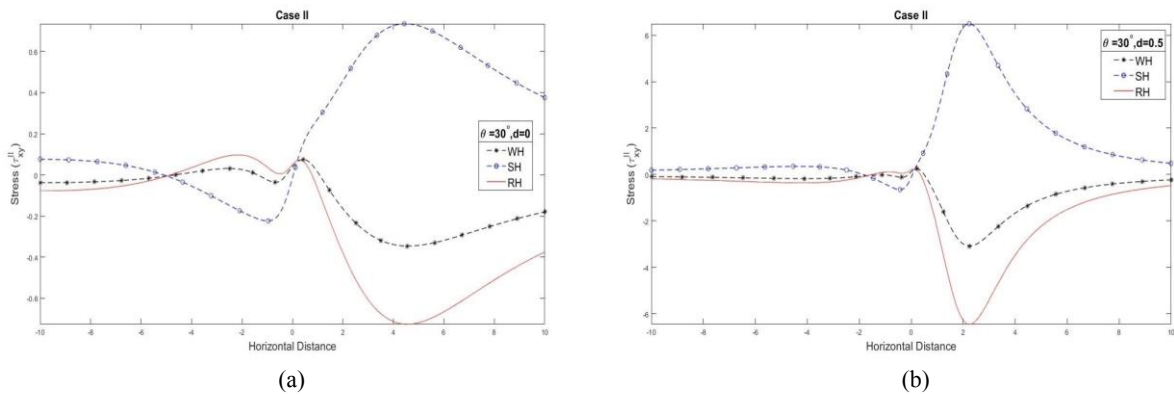 Case II
Stress (τ^II_xy)
0.6
0.4
0.2
0
-0.2
-0.4
-0.6
θ =30°,d=0
WH
SH
RH
-10 -8 -6 -4 -2 0 2 4 6 8 10
Horizontal Distance
(a)
Case II
Stress (τ^II_xy)
6
4
2
0
-2
-4
-6
θ =30°,d=0.5
WH
SH
RH
-10 -8 -6 -4 -2 0 2 4 6 8 10
Horizontal Distance
(b)